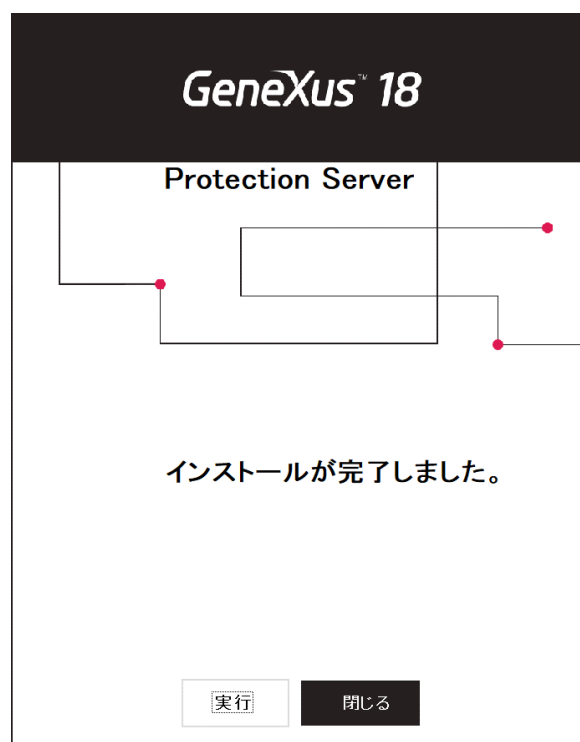 GeneXus™ 18
Protection Server
インストールが完了しました。
実行 閉じる